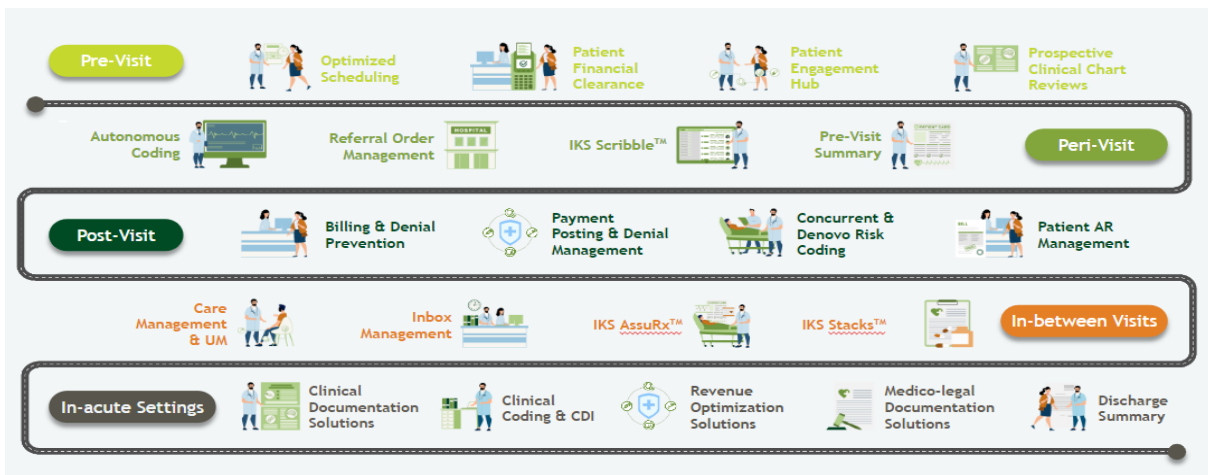 Pre-Visit
Optimized
Scheduling
Patient
Financial
Clearance
Patient
Engagement
Hub
Prospective
Clinical Chart
Reviews
Autonomous
Coding
Referral Order
Management
HOSPITAL
IKS Scribble™
Pre-Visit
Summary
Peri-Visit
Post-Visit
Billing & Denial
Prevention
Payment
Posting & Denial
Management
Concurrent &
Denovo Risk
Coding
BILL
Patient AR
Management
Care
Management
& UM
Inbox
Management
IKS AssuRx™
IKS Stacks™
In-between Visits
In-acute Settings
Clinical
Documentation
Solutions
Clinical
Coding & CDI
Revenue
Optimization
Solutions
Medico-legal
Documentation
Solutions
Discharge
Summary